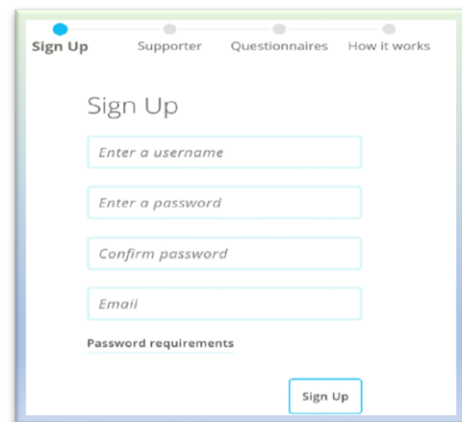 Sign Up Supporter Questionnaires How it works
Sign Up
Enter a username
Enter a password
Confirm password
Email
Password requirements
Sign Up